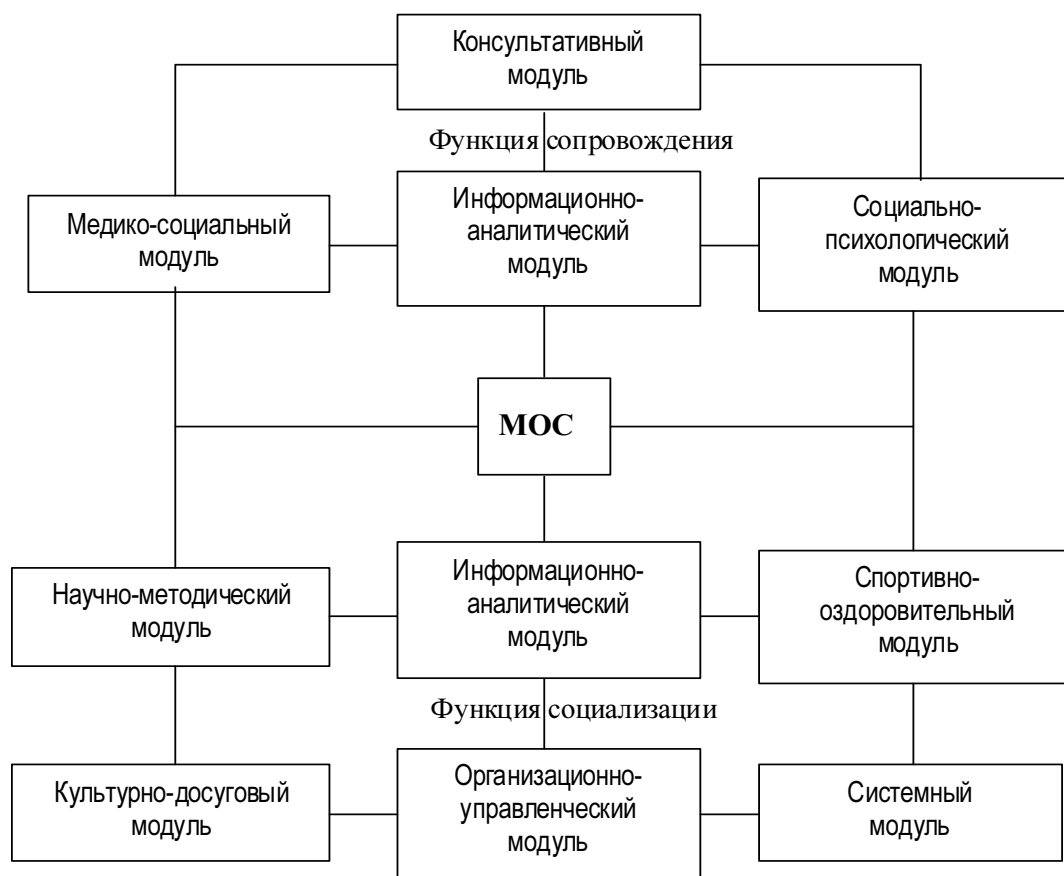 Консультативный
модуль
Функция сопровождения
Медико-социальный
модуль
Информационно-
аналитический
модуль
Социально-
психологический
модуль
МОС
Научно-методический
модуль
Информационно-
аналитический
модуль
Спортивно-
оздоровительный
модуль
Функция социализации
Культурно-досуговый
модуль
Организационно-
управленческий
модуль
Системный
модуль